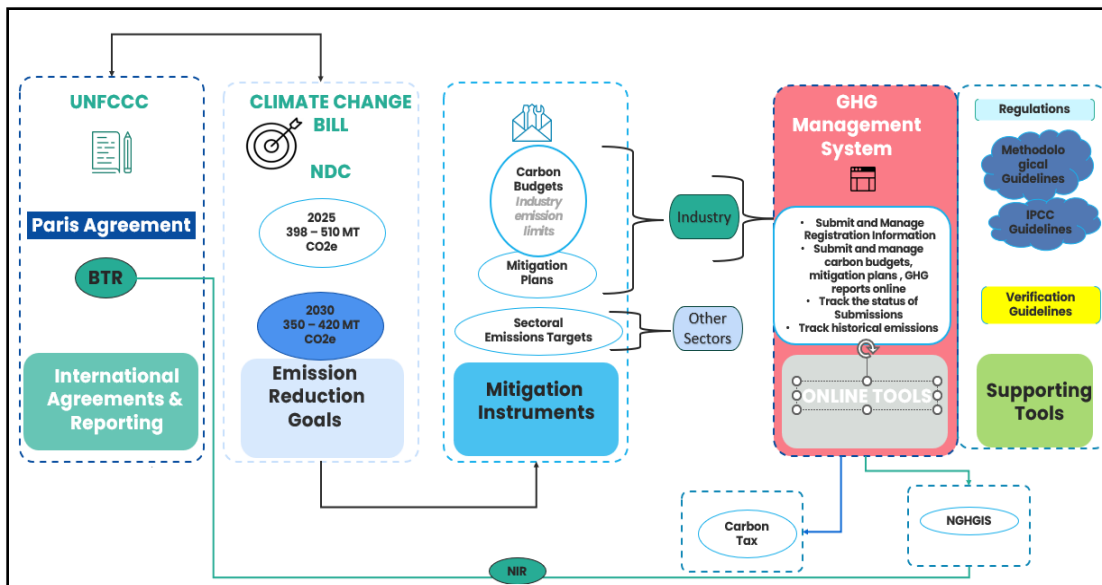 UNFCCC
Paris Agreement
BTR
International
Agreements &
Reporting
CLIMATE CHANGE
BILL
NDC
2025
398 – 510 MT
CO2e
2030
350 – 420 MT
CO2e
Emission
Reduction
Goals
Carbon
Budgets
Industry
emission
limits
Mitigation
Plans
Sectoral
Emissions Targets
Mitigation
Instruments
Industry
Other
Sectors
GHG
Management
System
• Submit and Manage
Registration Information
• Submit and manage
carbon budgets,
mitigation plans , GHG
reports online
• Track the status of
Submissions
• Track historical emissions
ONLINE TOOLS
Regulations
Methodolo
gical
Guidelines
IPCC
Guidelines
Verification
Guidelines
Supporting
Tools
Carbon
Tax
NGHGIS
NIR